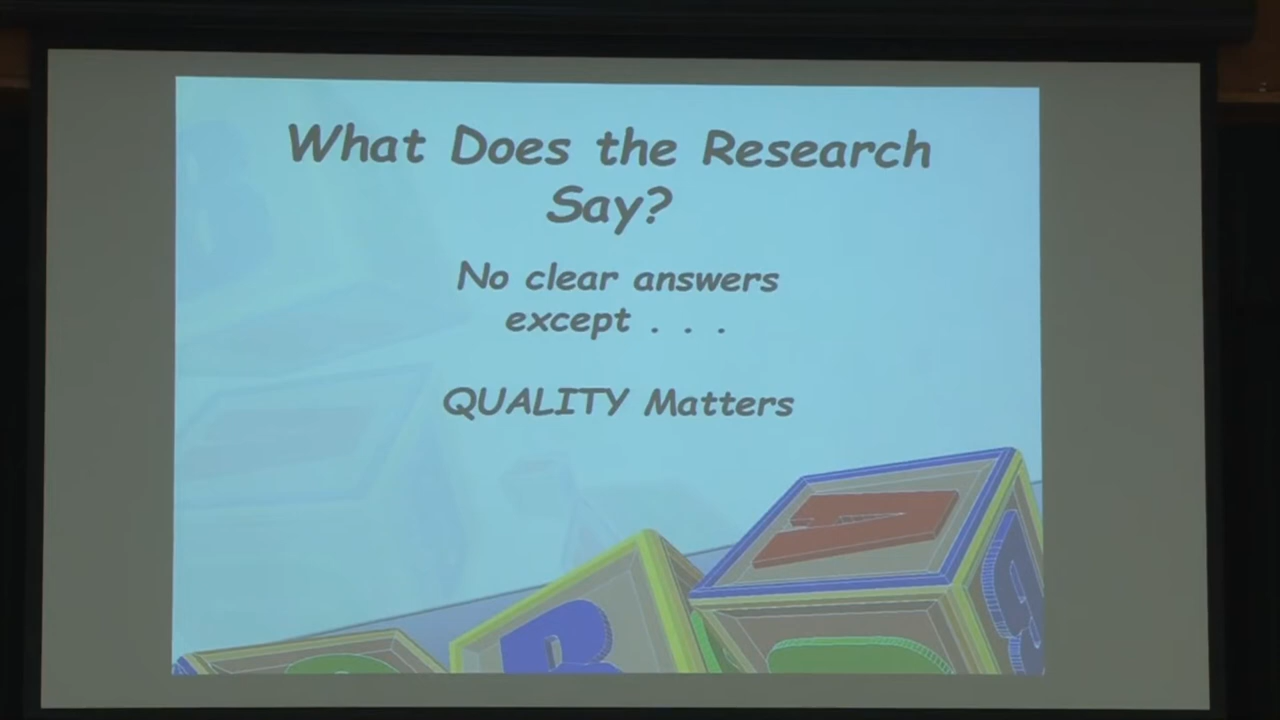 What Does the Research
Say?
No clear answers
except . . .
QUALITY Matters
A
B
B